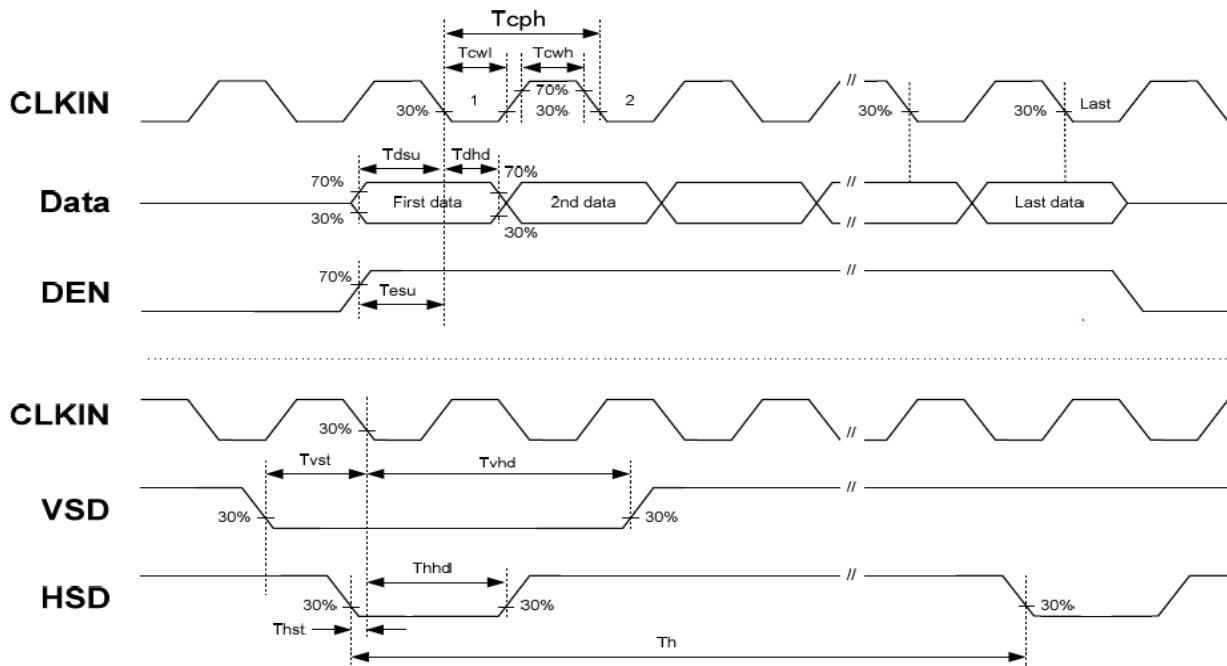 Tcph
Tcwl Tcwh
CLKIN 30% 1 70% 30% 2 // 30% 30% Last
Tdsu Tdhd
70% 70%
Data First data 2nd data // // Last data
30% 30%
DEN 70% //
Tesu
CLKIN 30% //
Tvst Tvhd
VSD 30% 30% //
Thhd
HSD 30% 30% // 30%
Thst
Th